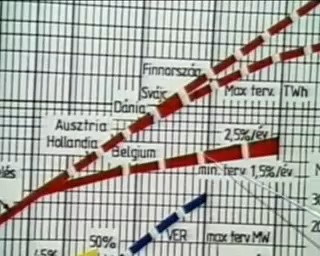 Finnország
Svájc
Max terv. TWh
Dánia
Ausztria
Hollandia
2,5%/év
Belgium
min. terv 1,5%/év
50%
VER
max terv MW
45%